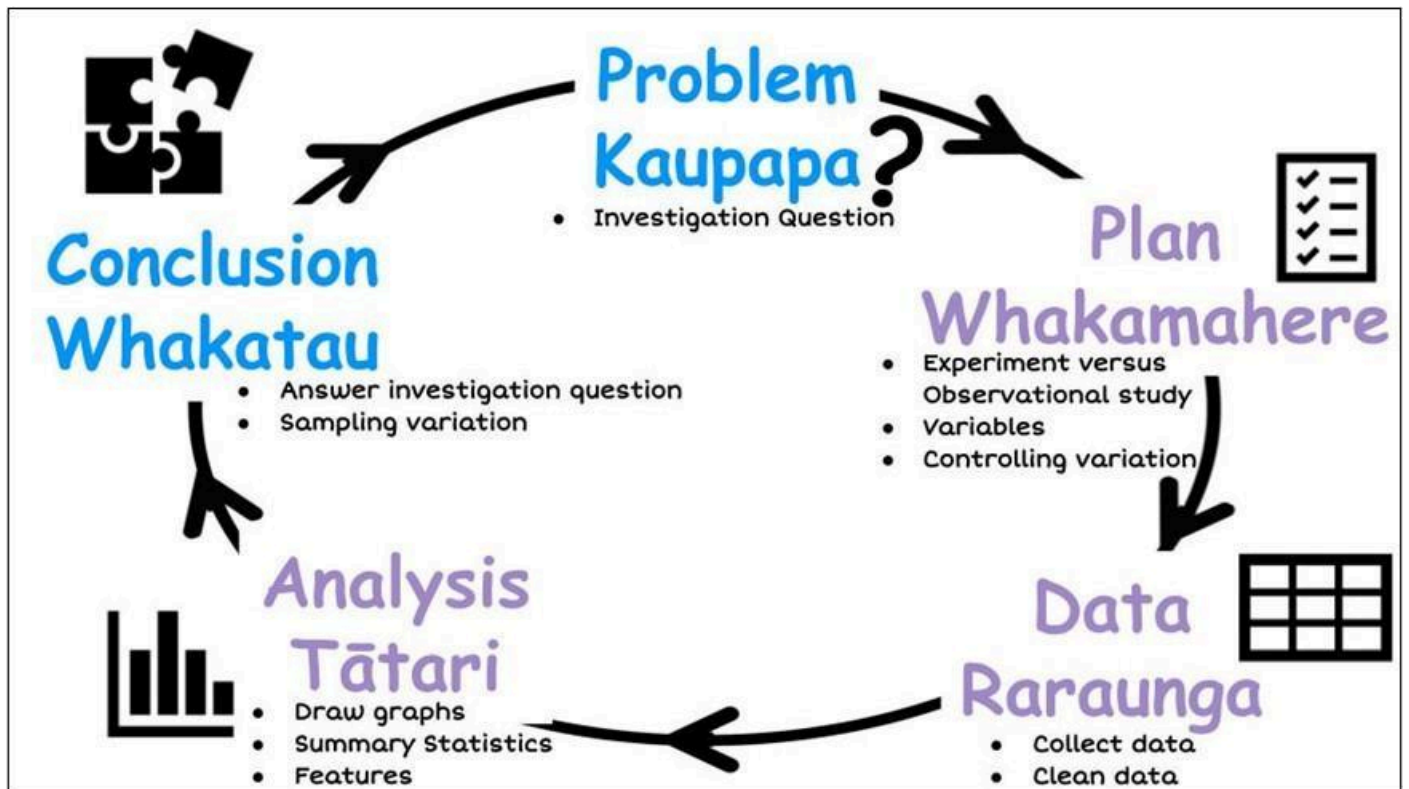 Problem
Kaupapa?
• Investigation Question
Plan
Whakamahere
• Experiment versus
Observational study
• Variables
• Controlling variation
Data
Raraunga
• Collect data
• Clean data
Analysis
Tātari
• Draw graphs
• Summary Statistics
• Features
Conclusion
Whakatau
• Answer investigation question
• Sampling variation